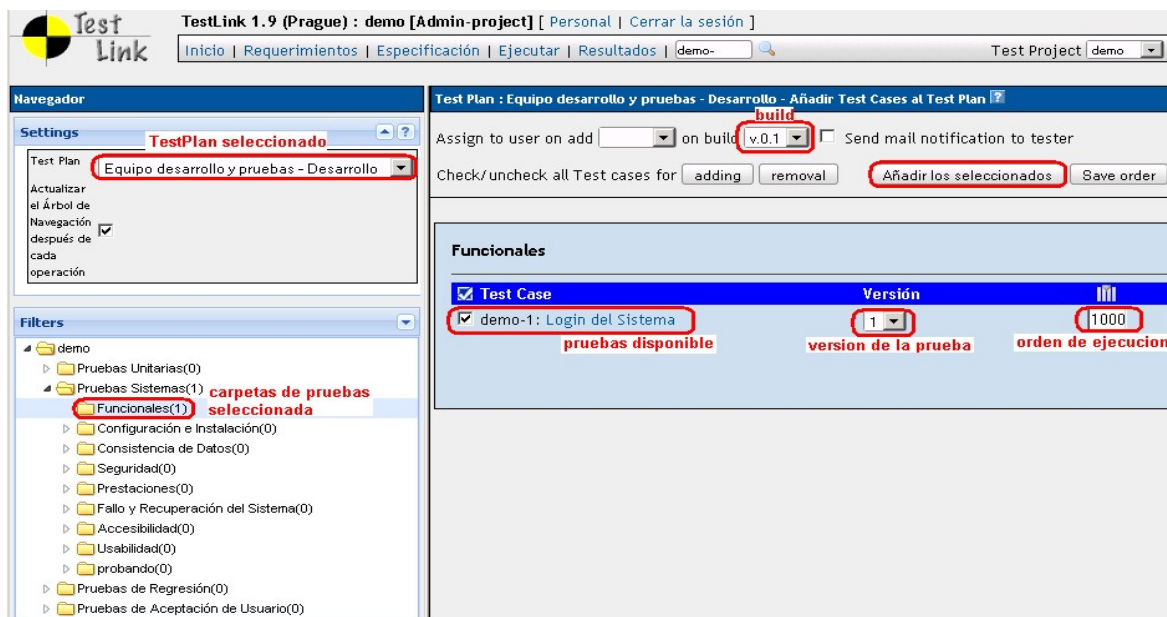 Test Link
TestLink 1.9 (Prague) : demo [Admin-project] [ Personal | Cerrar la sesión ]
Inicio | Requerimientos | Especificación | Ejecutar | Resultados | demo-
Test Project demo
Navegador
Settings
TestPlan seleccionado
Test Plan
Equipo desarrollo y pruebas - Desarrollo
Actualizar
el Árbol de
Navegación
después de
cada
operación
Filters
demo
Pruebas Unitarias(0)
Pruebas Sistemas(1)
carpetas de pruebas
seleccionada
Funcionales(1)
Configuración e Instalación(0)
Consistencia de Datos(0)
Seguridad(0)
Prestaciones(0)
Fallo y Recuperación del Sistema(0)
Accesibilidad(0)
Usabilidad(0)
probando(0)
Pruebas de Regresión(0)
Pruebas de Aceptación de Usuario(0)
Test Plan : Equipo desarrollo y pruebas - Desarrollo - Añadir Test Cases al Test Plan ?
build
Assign to user on add on build v.0.1 Send mail notification to tester
Check/uncheck all Test cases for adding removal Añadir los seleccionados Save order
Funcionales
Test Case Versión
demo-1: Login del Sistema 1 1000
pruebas disponible version de la prueba orden de ejecucion